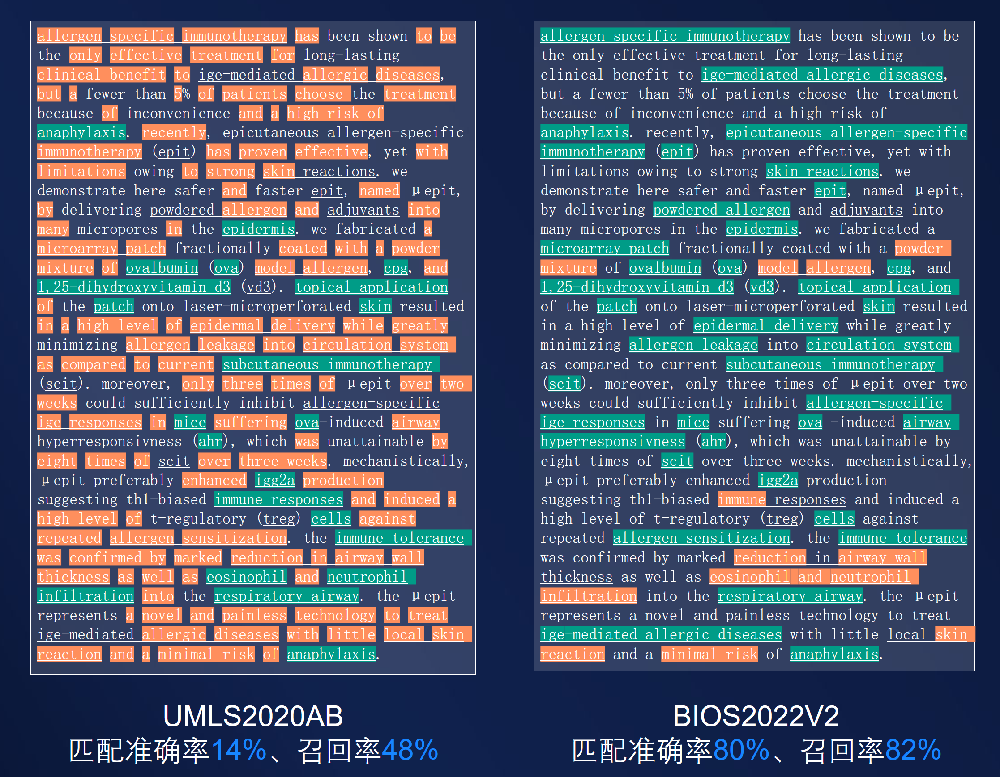 allergen specific immunotherapy has been shown to be
the only effective treatment for long-lasting
clinical benefit to ige-mediated allergic diseases,
but a fewer than 5% of patients choose the treatment
because of inconvenience and a high risk of
anaphylaxis. recently, epicutaneous allergen-specific
immunotherapy (epit) has proven effective, yet with
limitations owing to strong skin reactions. we
demonstrate here safer and faster epit, named μepit,
by delivering powdered allergen and adjuvants into
many micropores in the epidermis. we fabricated a
microarray patch fractionally coated with a powder
mixture of ovalbumin (ova) model allergen, cpg, and
1,25-dihydroxyvitamin d3 (vd3). topical application
of the patch onto laser-microperforated skin resulted
in a high level of epidermal delivery while greatly
minimizing allergen leakage into circulation system
as compared to current subcutaneous immunotherapy
(scit). moreover, only three times of μepit over two
weeks could sufficiently inhibit allergen-specific
ige responses in mice suffering ova-induced airway
hyperresponsivness (ahr), which was unattainable by
eight times of scit over three weeks. mechanistically,
μepit preferably enhanced igg2a production
suggesting th1-biased immune responses and induced a
high level of t-regulatory (treg) cells against
repeated allergen sensitization. the immune tolerance
was confirmed by marked reduction in airway wall
thickness as well as eosinophil and neutrophil
infiltration into the respiratory airway. the μepit
represents a novel and painless technology to treat
ige-mediated allergic diseases with little local skin
reaction and a minimal risk of anaphylaxis.
UMLS2020AB
匹配准确率14%、召回率48%
allergen specific immunotherapy has been shown to be
the only effective treatment for long-lasting
clinical benefit to ige-mediated allergic diseases,
but a fewer than 5% of patients choose the treatment
because of inconvenience and a high risk of
anaphylaxis. recently, epicutaneous allergen-specific
immunotherapy (epit) has proven effective, yet with
limitations owing to strong skin reactions. we
demonstrate here safer and faster epit, named μepit,
by delivering powdered allergen and adjuvants into
many micropores in the epidermis. we fabricated a
microarray patch fractionally coated with a powder
mixture of ovalbumin (ova) model allergen, cpg, and
1,25-dihydroxyvitamin d3 (vd3). topical application
of the patch onto laser-microperforated skin resulted
in a high level of epidermal delivery while greatly
minimizing allergen leakage into circulation system
as compared to current subcutaneous immunotherapy
(scit). moreover, only three times of μepit over two
weeks could sufficiently inhibit allergen-specific
ige responses in mice suffering ova -induced airway
hyperresponsivness (ahr), which was unattainable by
eight times of scit over three weeks. mechanistically,
μepit preferably enhanced igg2a production
suggesting th1-biased immune responses and induced a
high level of t-regulatory (treg) cells against
repeated allergen sensitization. the immune tolerance
was confirmed by marked reduction in airway wall
thickness as well as eosinophil and neutrophil
infiltration into the respiratory airway. the μepit
represents a novel and painless technology to treat
ige-mediated allergic diseases with little local skin
reaction and a minimal risk of anaphylaxis.
BIOS2022V2
匹配准确率80%、召回率82%